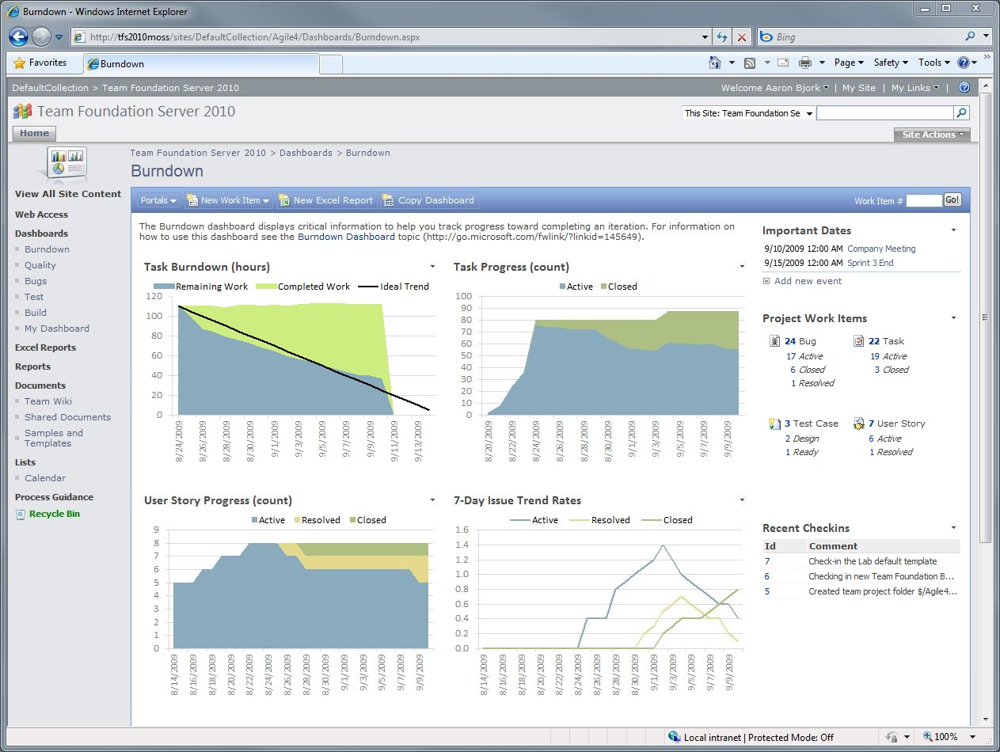 Burndown - Windows Internet Explorer
http://tfs2010moss/sites/DefaultCollection/Agile4/Dashboards/Burndown.aspx
Bing
Favorites
Burndown
Page
Safety
Tools
DefaultCollection > Team Foundation Server 2010
Welcome Aaron Bjork | My Site | My Links |
Team Foundation Server 2010
This Site: Team Foundation Se
Home
Site Actions
View All Site Content
Web Access
Dashboards
Burndown
Quality
Bugs
Test
Build
My Dashboard
Excel Reports
Reports
Documents
Team Wiki
Shared Documents
Samples and
Templates
Lists
Calendar
Process Guidance
Recycle Bin
Team Foundation Server 2010 > Dashboards > Burndown
Burndown
Portals
New Work Item
New Excel Report
Copy Dashboard
Work Item #
Go!
The Burndown dashboard displays critical information to help you track progress toward completing an iteration. For information on
how to use this dashboard see the Burndown Dashboard topic (http://go.microsoft.com/fwlink/?linkid=145649).
Task Burndown (hours)
Remaining Work Completed Work Ideal Trend
120
100
80
60
40
20
0
8/24/2009
8/26/2009
8/28/2009
8/30/2009
9/1/2009
9/3/2009
9/5/2009
9/7/2009
9/9/2009
9/11/2009
9/13/2009
Task Progress (count)
Active Closed
100
90
80
70
60
50
40
30
20
10
0
8/20/2009
8/22/2009
8/24/2009
8/26/2009
8/28/2009
8/30/2009
9/1/2009
9/3/2009
9/5/2009
9/7/2009
9/9/2009
User Story Progress (count)
Active Resolved Closed
9
8
7
6
5
4
3
2
1
0
8/14/2009
8/16/2009
8/18/2009
8/20/2009
8/22/2009
8/24/2009
8/26/2009
8/28/2009
8/30/2009
9/1/2009
9/3/2009
9/5/2009
9/7/2009
9/9/2009
7-Day Issue Trend Rates
Active Resolved Closed
1.6
1.4
1.2
1.0
0.8
0.6
0.4
0.2
0.0
8/14/2009
8/16/2009
8/18/2009
8/20/2009
8/22/2009
8/24/2009
8/26/2009
8/28/2009
8/30/2009
9/1/2009
9/3/2009
9/5/2009
9/7/2009
9/9/2009
Important Dates
9/10/2009 12:00 AM Company Meeting
9/15/2009 12:00 AM Sprint 3 End
Add new event
Project Work Items
24 Bug
17 Active
6 Closed
1 Resolved
22 Task
19 Active
3 Closed
3 Test Case
2 Design
1 Ready
7 User Story
6 Active
1 Resolved
Recent Checkins
Id Comment
7 Check-in the Lab default template
6 Checking in new Team Foundation B...
5 Created team project folder $/Agile4...
Local intranet | Protected Mode: Off
100%